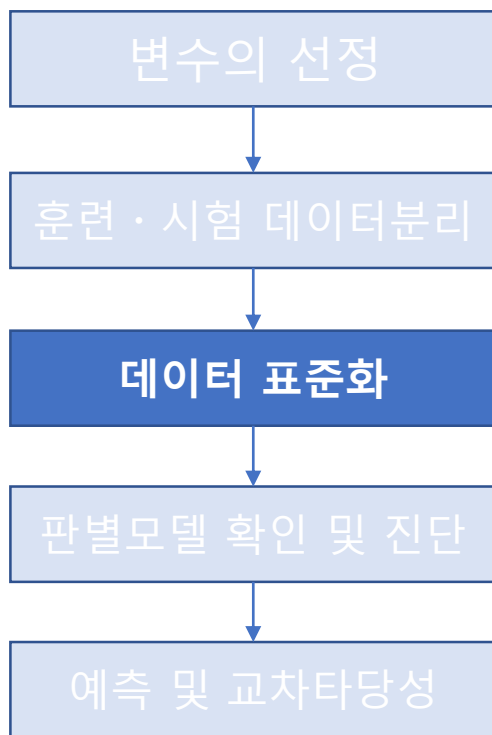 변수의 선정
훈련 · 시험 데이터분리
데이터 표준화
판별모델 확인 및 진단
예측 및 교차타당성